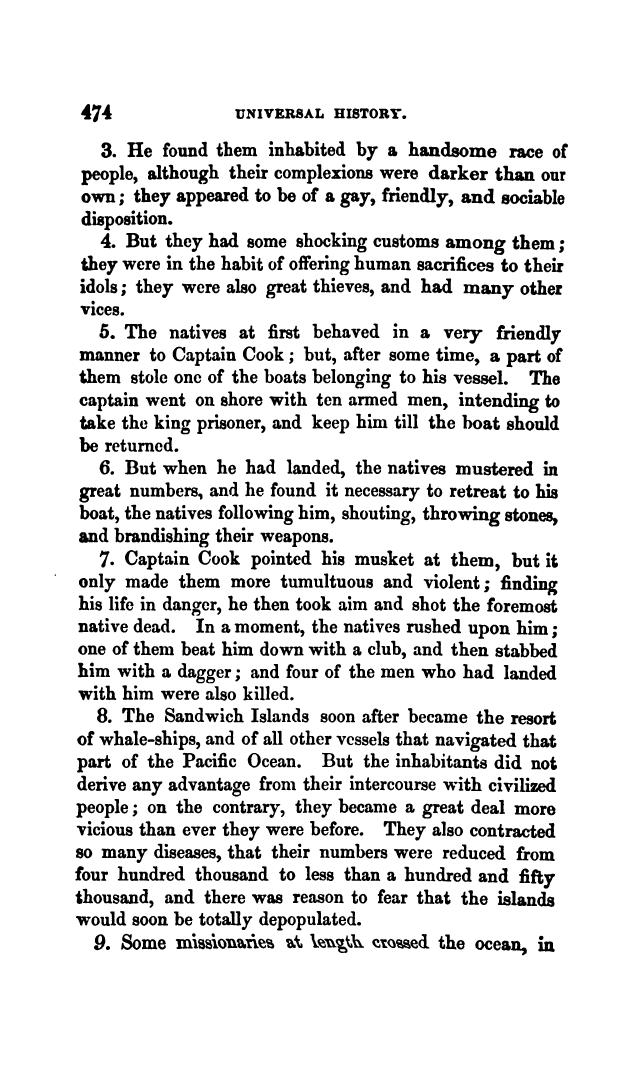 474 UNIVERSAL HISTORY.
3. He found them inhabited by a handsome race of
people, although their complexions were darker than our
own; they appeared to be of a gay, friendly, and sociable
disposition.
4. But they had some shocking customs among them;
they were in the habit of offering human sacrifices to their
idols; they were also great thieves, and had many other
vices.
5. The natives at first behaved in a very friendly
manner to Captain Cook; but, after some time, a part of
them stole one of the boats belonging to his vessel. The
captain went on shore with ten armed men, intending to
take the king prisoner, and keep him till the boat should
be returned.
6. But when he had landed, the natives mustered in
great numbers, and he found it necessary to retreat to his
boat, the natives following him, shouting, throwing stones,
and brandishing their weapons.
7. Captain Cook pointed his musket at them, but it
only made them more tumultuous and violent; finding
his life in danger, he then took aim and shot the foremost
native dead. In a moment, the natives rushed upon him;
one of them beat him down with a club, and then stabbed
him with a dagger; and four of the men who had landed
with him were also killed.
8. The Sandwich Islands soon after became the resort
of whale-ships, and of all other vessels that navigated that
part of the Pacific Ocean. But the inhabitants did not
derive any advantage from their intercourse with civilized
people; on the contrary, they became a great deal more
vicious than ever they were before. They also contracted
so many diseases, that their numbers were reduced from
four hundred thousand to less than a hundred and fifty
thousand, and there was reason to fear that the islands
would soon be totally depopulated.
9. Some missionaries at length crossed the ocean, in